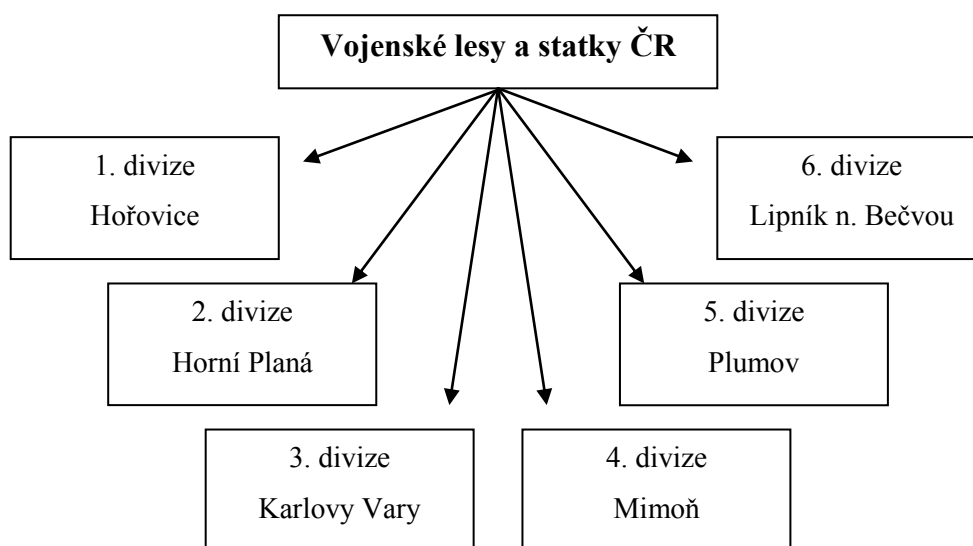 Vojenské lesy a statky ČR
1. divize
Hořovice
2. divize
Horní Planá
3. divize
Karlovy Vary
4. divize
Mimoň
5. divize
Plumov
6. divize
Lipník n. Bečvou